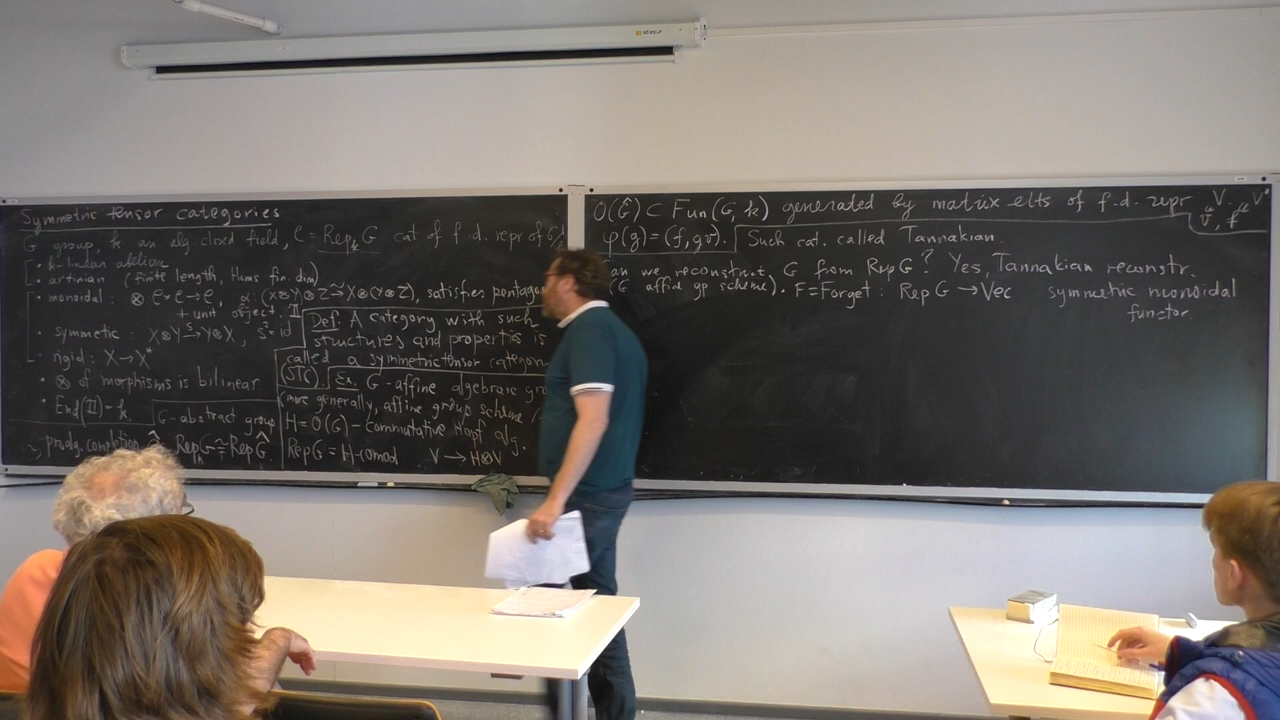 Symmetric tensor categories
G group, k an alg. closed field, C = Rep_k G cat of f.d. repr of G
• k-linear abelian
• artinian (finite length, Homs fin. dim)
• monoidal: ⊗ C×C→C, α: (X⊗Y)⊗Z ≅ X⊗(Y⊗Z), satisfies pentagon
+ unit object 𝟙
• symmetric: X⊗Y →^S Y⊗X, S²=id
• rigid: X→X*
• ⊗ of morphisms is bilinear
• End(𝟙)=k.
Def. A category with such
structures and properties is
called a symmetric tensor category
(STC). Ex. G - affine algebraic
(more generally, affine group scheme
H = O(G) - commutative Hopf alg.
Rep G = H-comod V → H⊗V
G-abstract group
proalg. completion Ĝ Rep_k G ≅ Rep Ĝ
O(Ĝ) ⊂ Fun(G, k) generated by matrix elts of f.d. repr V.
v∈V, f∈V*
φ(g) = (f, gv). Such cat. called Tannakian.
an we reconstruct G from Rep G? Yes, Tannakian reconstr.
(G affine gp scheme). F=Forget: Rep G → Vec symmetric monoidal
functor.